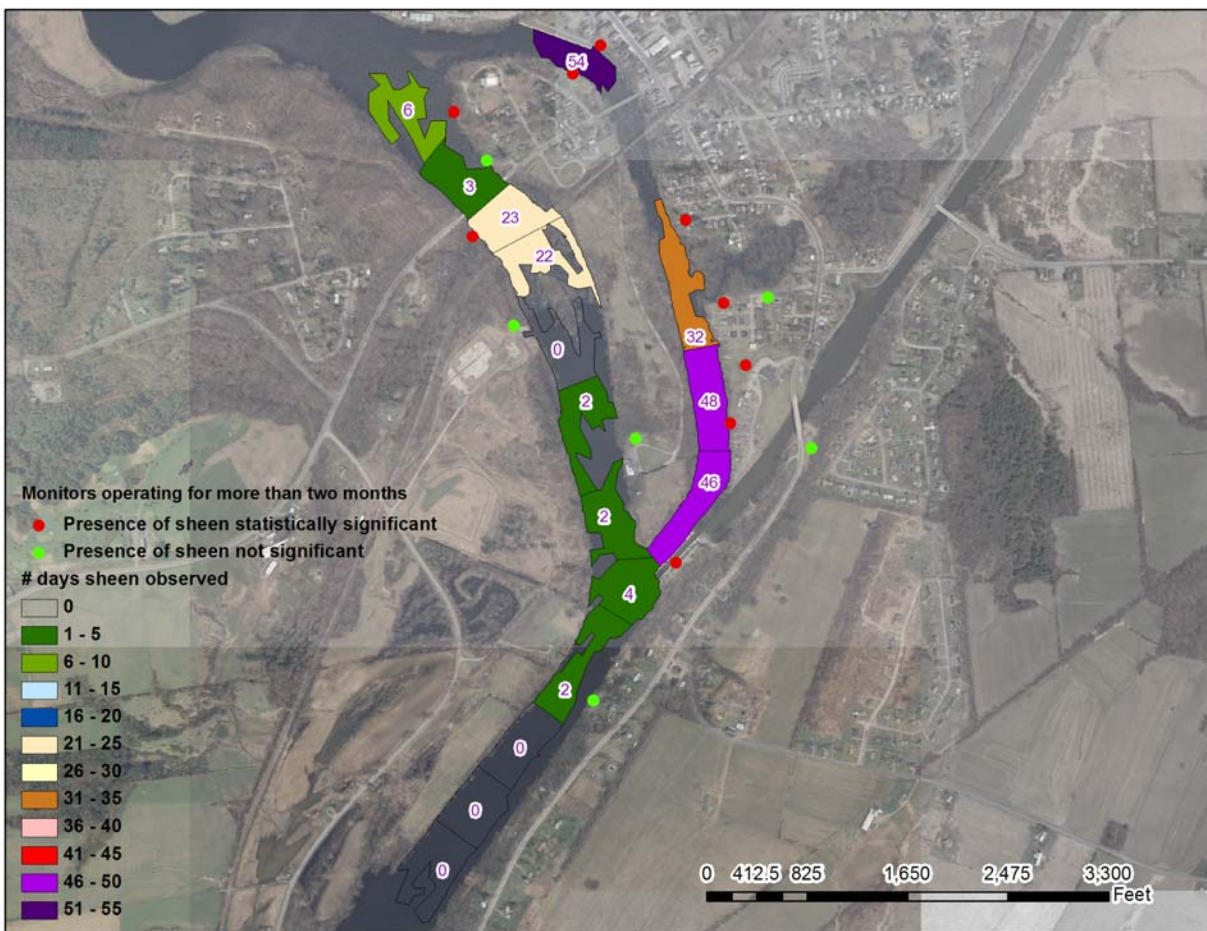 54
6
3
23
22
32
0
2
48
46
2
4
2
0
0
0
Monitors operating for more than two months
Presence of sheen statistically significant
Presence of sheen not significant
# days sheen observed
0
1 - 5
6 - 10
11 - 15
16 - 20
21 - 25
26 - 30
31 - 35
36 - 40
41 - 45
46 - 50
51 - 55
0 412.5 825 1,650 2,475 3,300
Feet